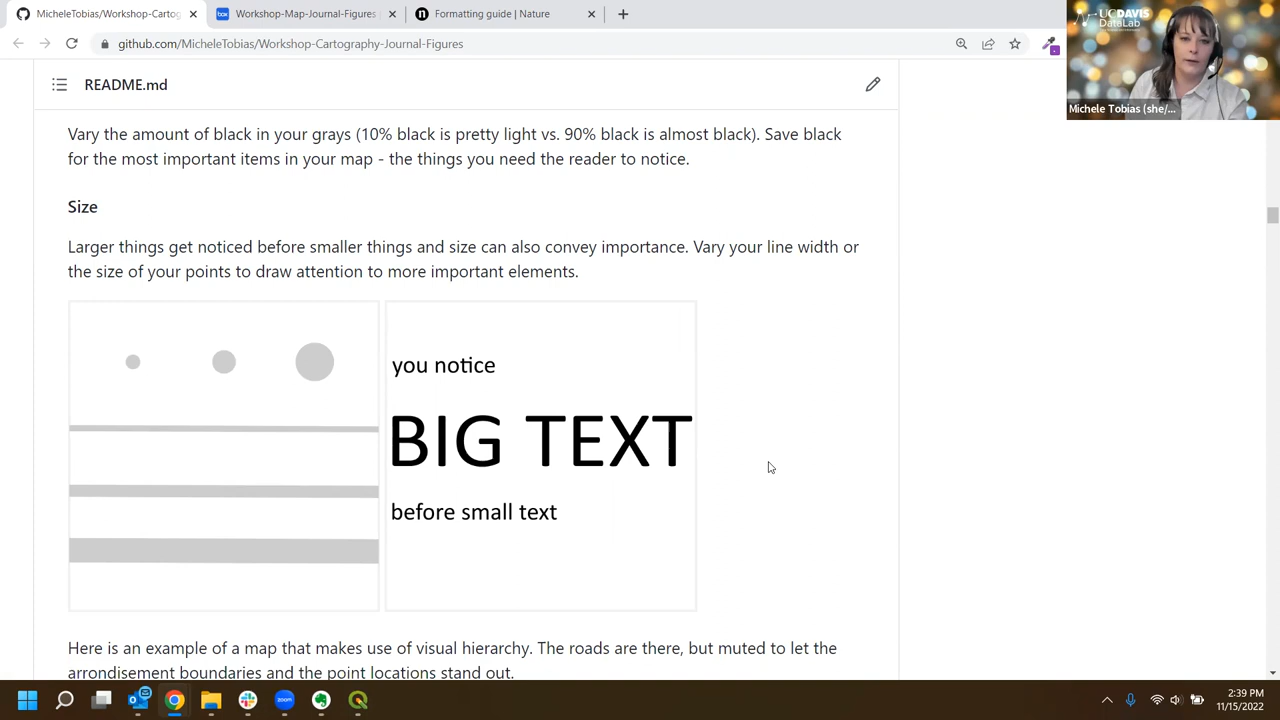 MicheleTobias/Workshop-Cartog
Workshop-Map-Journal-Figures
Formatting guide | Nature
github.com/MicheleTobias/Workshop-Cartography-Journal-Figures
UCDAVIS
DataLab
Michele Tobias (she/...
README.md
Vary the amount of black in your grays (10% black is pretty light vs. 90% black is almost black). Save black
for the most important items in your map - the things you need the reader to notice.
Size
Larger things get noticed before smaller things and size can also convey importance. Vary your line width or
the size of your points to draw attention to more important elements.
you notice
BIG TEXT
before small text
Here is an example of a map that makes use of visual hierarchy. The roads are there, but muted to let the
arrondisement boundaries and the point locations stand out.
2:39 PM
11/15/2022